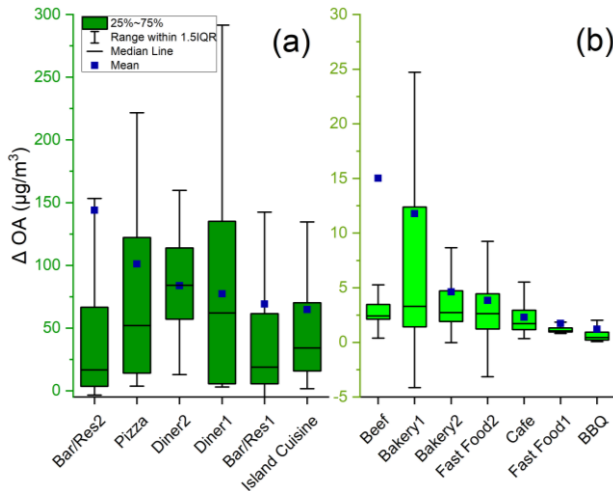 (a)
25%~75%
Range within 1.5IQR
Median Line
Mean
Δ OA (μg/m³)
300
250
200
150
100
50
0
Bar/Res2
Pizza
Diner2
Diner1
Bar/Res1
Island Cuisine
(b)
30
25
20
15
10
5
0
-5
Beef
Bakery1
Bakery2
Fast Food2
Cafe
Fast Food1
BBQ